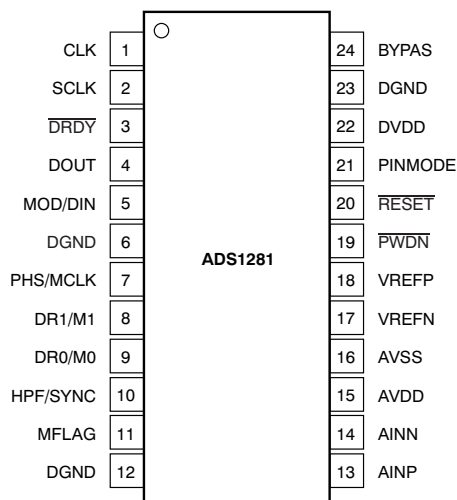 CLK 1 24 BYPAS
SCLK 2 23 DGND
DRDY 3 22 DVDD
DOUT 4 21 PINMODE
MOD/DIN 5 20 RESET
DGND 6 19 PWDN
ADS1281
PHS/MCLK 7 18 VREFP
DR1/M1 8 17 VREFN
DR0/M0 9 16 AVSS
HPF/SYNC 10 15 AVDD
MFLAG 11 14 AINN
DGND 12 13 AINP